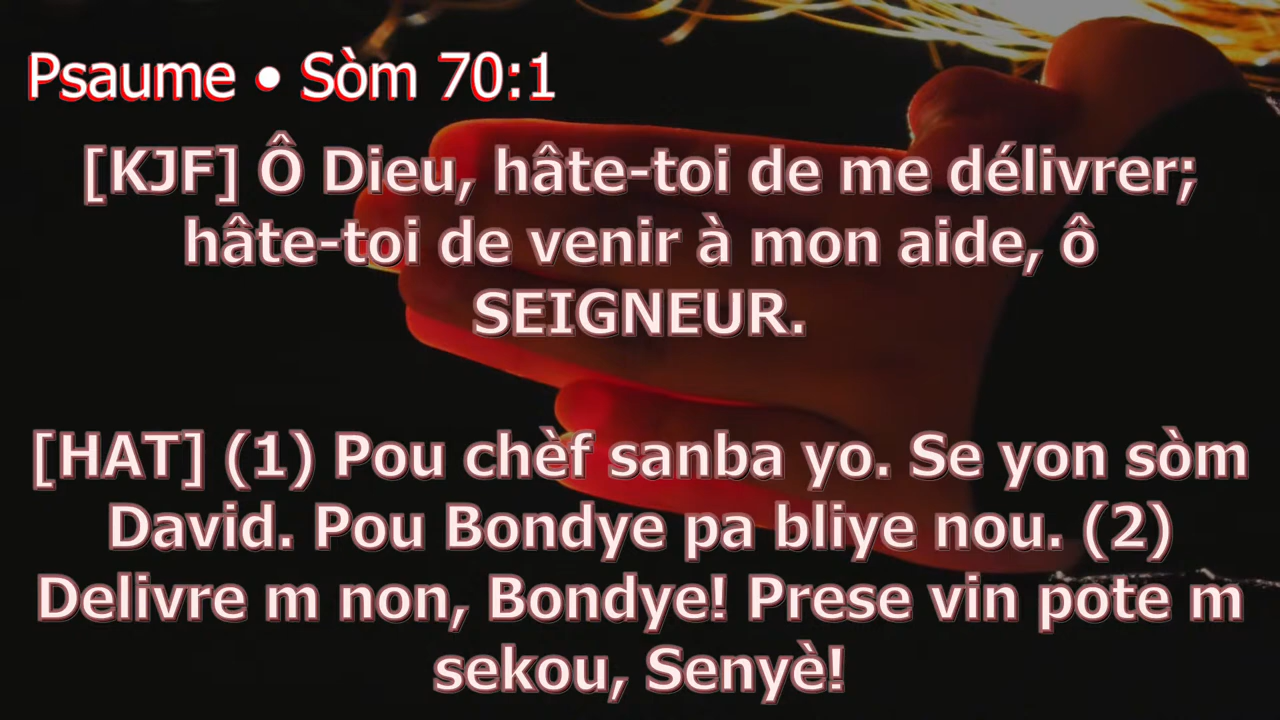 Psaume • Sòm 70:1
[KJF] Ô Dieu, hâte-toi de me délivrer;
hâte-toi de venir à mon aide, ô
SEIGNEUR.
[HAT] (1) Pou chèf sanba yo. Se yon sòm
David. Pou Bondye pa bliye nou. (2)
Delivre m non, Bondye! Prese vin pote m
sekou, Senyè!